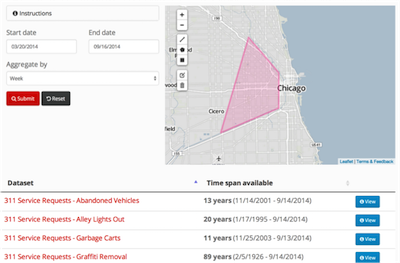 Instructions
Start date
End date
03/20/2014
09/16/2014
Aggregate by
Week
Submit
Reset
+
−
Chicago
Cicero
Leaflet | Terms & Feedback
Dataset
Time span available
311 Service Requests - Abandoned Vehicles
13 years (11/14/2001 - 9/14/2014)
View
311 Service Requests - Alley Lights Out
20 years (1/17/1995 - 9/14/2014)
View
311 Service Requests - Garbage Carts
11 years (11/25/2003 - 9/13/2014)
View
311 Service Requests - Graffiti Removal
89 years (2/5/1926 - 9/14/2014)
View